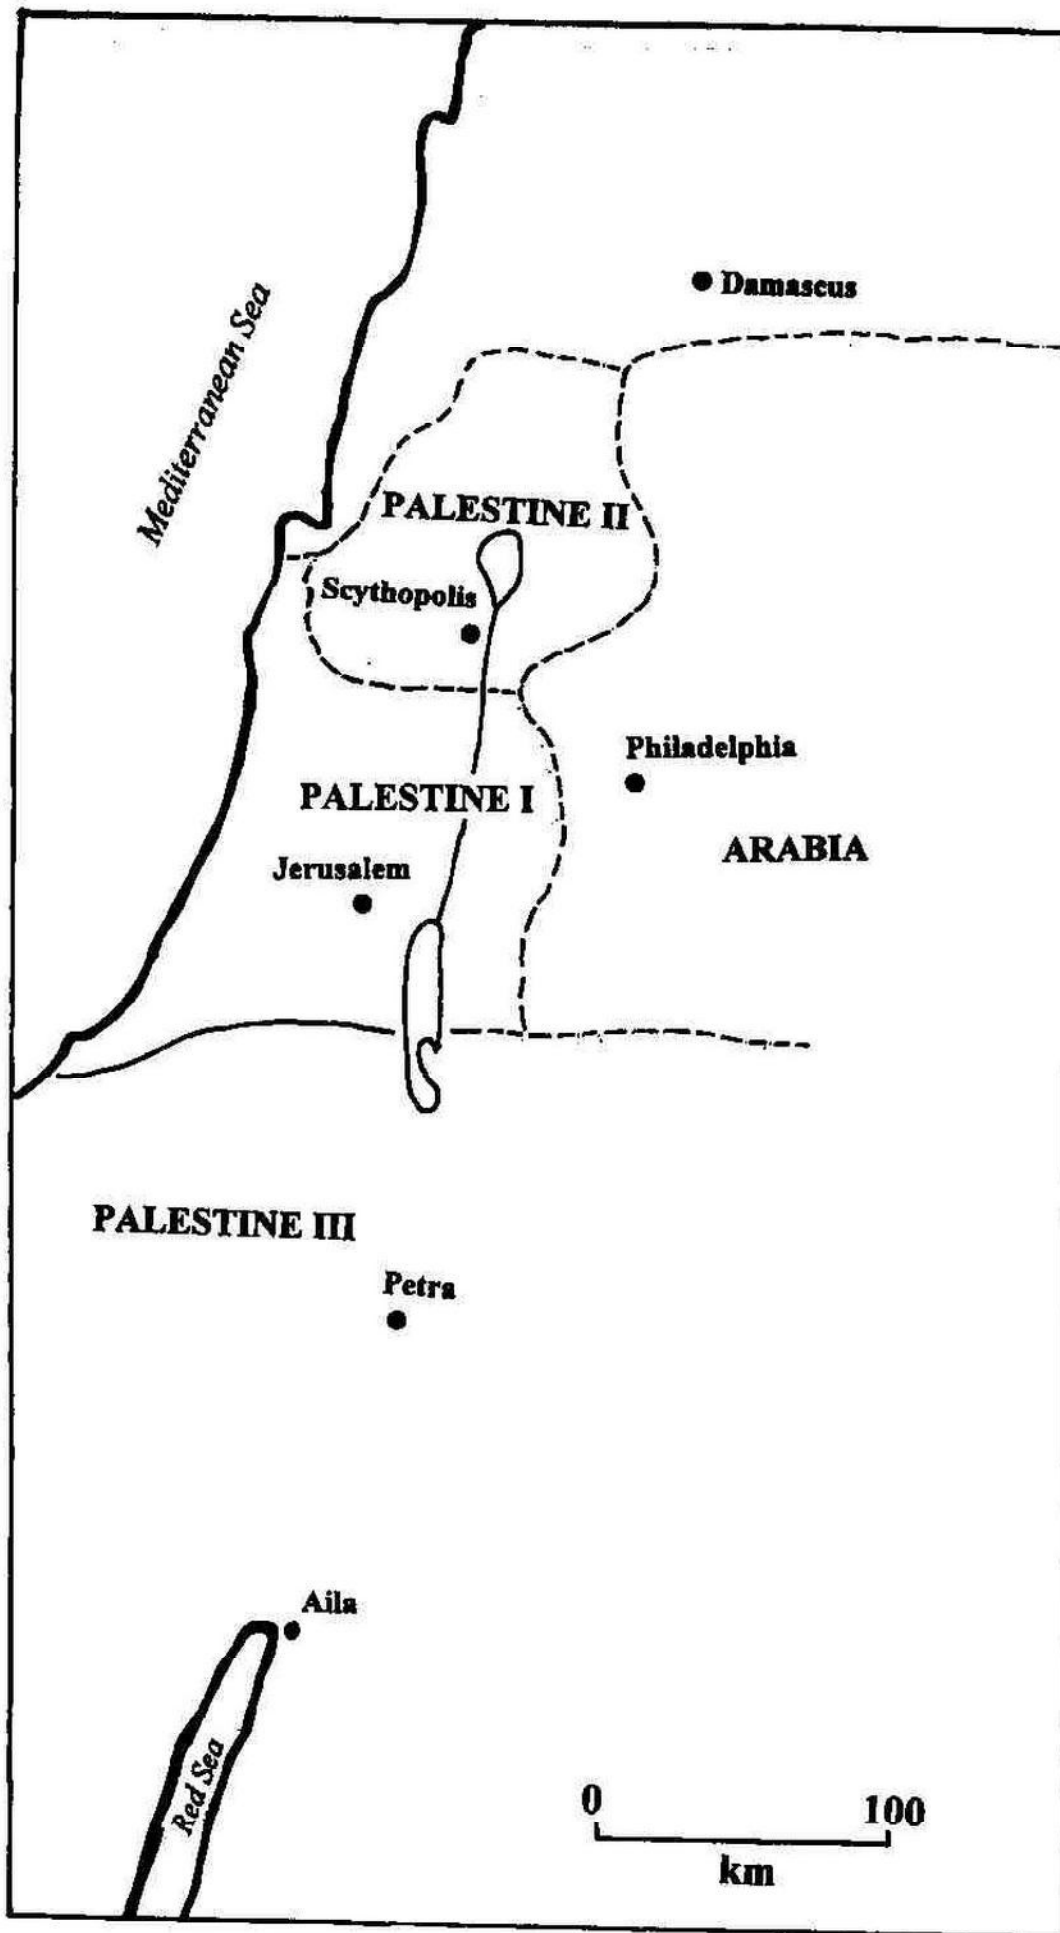 Damascus
Mediterranean Sea
PALESTINE II
Scythopolis
Philadelphia
PALESTINE I
ARABIA
Jerusalem
PALESTINE III
Petra
Aila
Red Sea
0 100
km